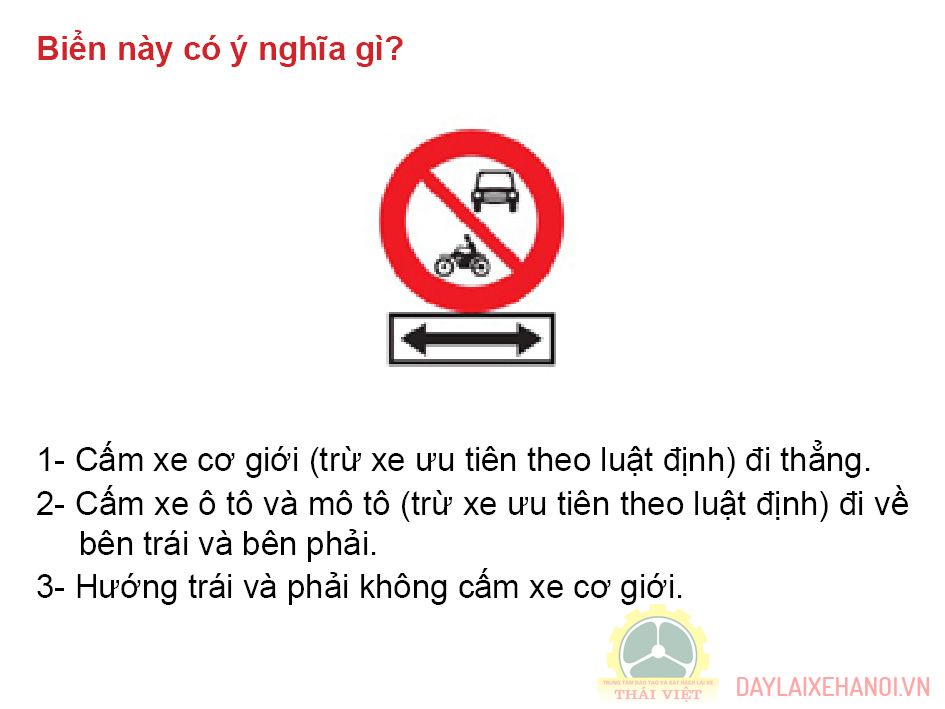 Biển này có ý nghĩa gì?
1- Cấm xe cơ giới (trừ xe ưu tiên theo luật định) đi thẳng.
2- Cấm xe ô tô và mô tô (trừ xe ưu tiên theo luật định) đi về
bên trái và bên phải.
3- Hướng trái và phải không cấm xe cơ giới.
TRUNG TÂM ĐÀO TẠO VÀ SÁT HẠCH LÁI XE
THÁI VIỆT
DAYLAIXEHANOI.VN